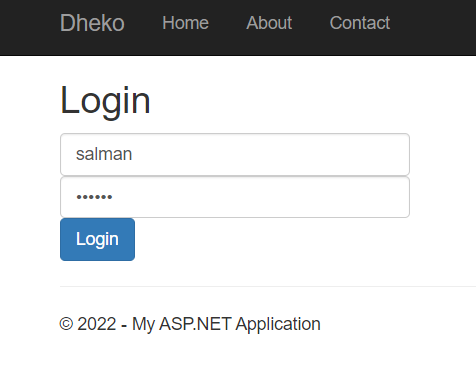 Dheko Home About Contact
Login
salman
••••••
Login
© 2022 - My ASP.NET Application